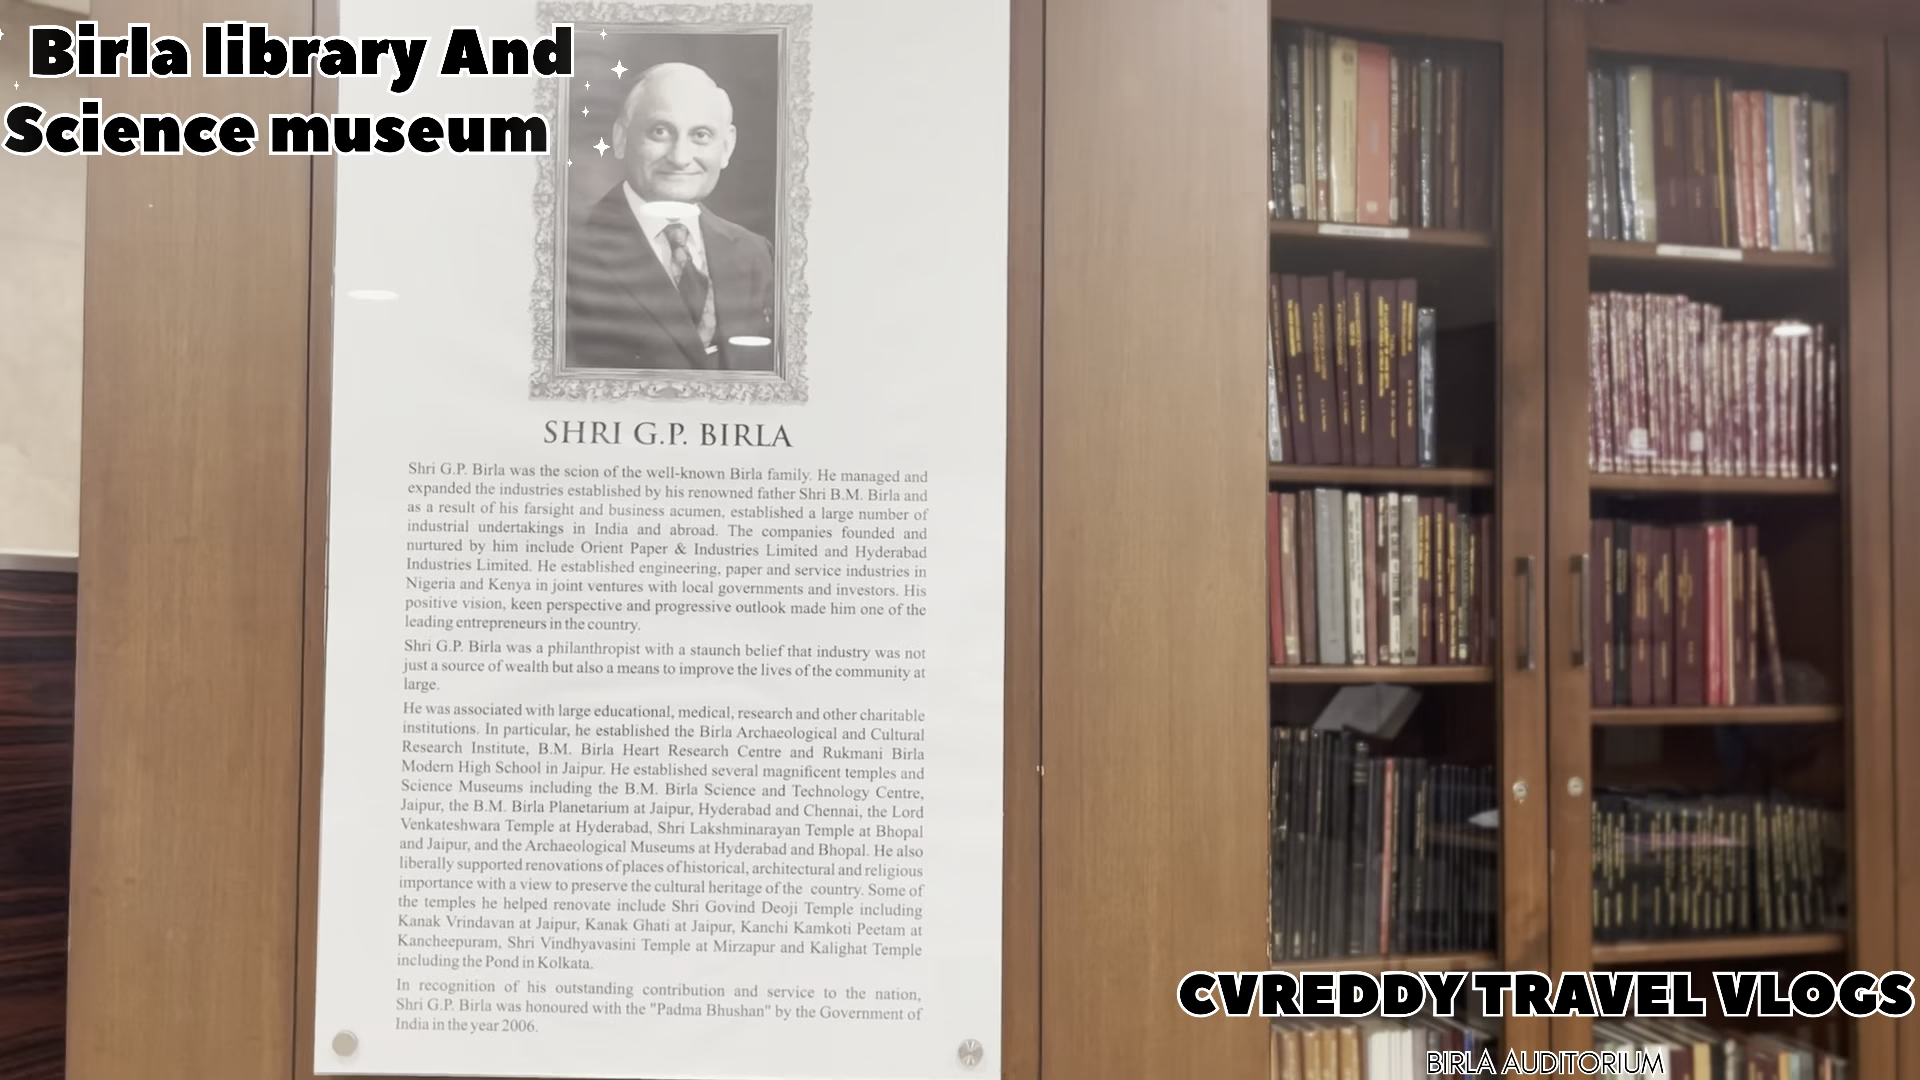 Birla library And
Science museum
SHRI G.P. BIRLA
Shri G.P. Birla was the scion of the well-known Birla family. He managed and
expanded the industries established by his renowned father Shri B.M. Birla and
as a result of his farsight and business acumen, established a large number of
industrial undertakings in India and abroad. The companies founded and
nurtured by him include Orient Paper & Industries Limited and Hyderabad
Industries Limited. He established engineering, paper and service industries in
Nigeria and Kenya in joint ventures with local governments and investors. His
positive vision, keen perspective and progressive outlook made him one of the
leading entrepreneurs in the country.
Shri G.P. Birla was a philanthropist with a staunch belief that industry was not
just a source of wealth but also a means to improve the lives of the community at
large.
He was associated with large educational, medical, research and other charitable
institutions. In particular, he established the Birla Archaeological and Cultural
Research Institute, B.M. Birla Heart Research Centre and Rukmani Birla
Modern High School in Jaipur. He established several magnificent temples and
Science Museums including the B.M. Birla Science and Technology Centre,
Jaipur, the B.M. Birla Planetarium at Jaipur, Hyderabad and Chennai, the Lord
Venkateshwara Temple at Hyderabad, Shri Lakshminarayan Temple at Bhopal
and Jaipur, and the Archaeological Museums at Hyderabad and Bhopal. He also
liberally supported renovations of places of historical, architectural and religious
importance with a view to preserve the cultural heritage of the country. Some of
the temples he helped renovate include Shri Govind Deoji Temple including
Kanak Vrindavan at Jaipur, Kanak Ghati at Jaipur, Kanchi Kamkoti Peetam at
Kancheepuram, Shri Vindhyavasini Temple at Mirzapur and Kalighat Temple
including the Pond in Kolkata.
In recognition of his outstanding contribution and service to the nation,
Shri G.P. Birla was honoured with the "Padma Bhushan" by the Government of
India in the year 2006.
CVREDDY TRAVEL VLOGS
BIRLA AUDITORIUM